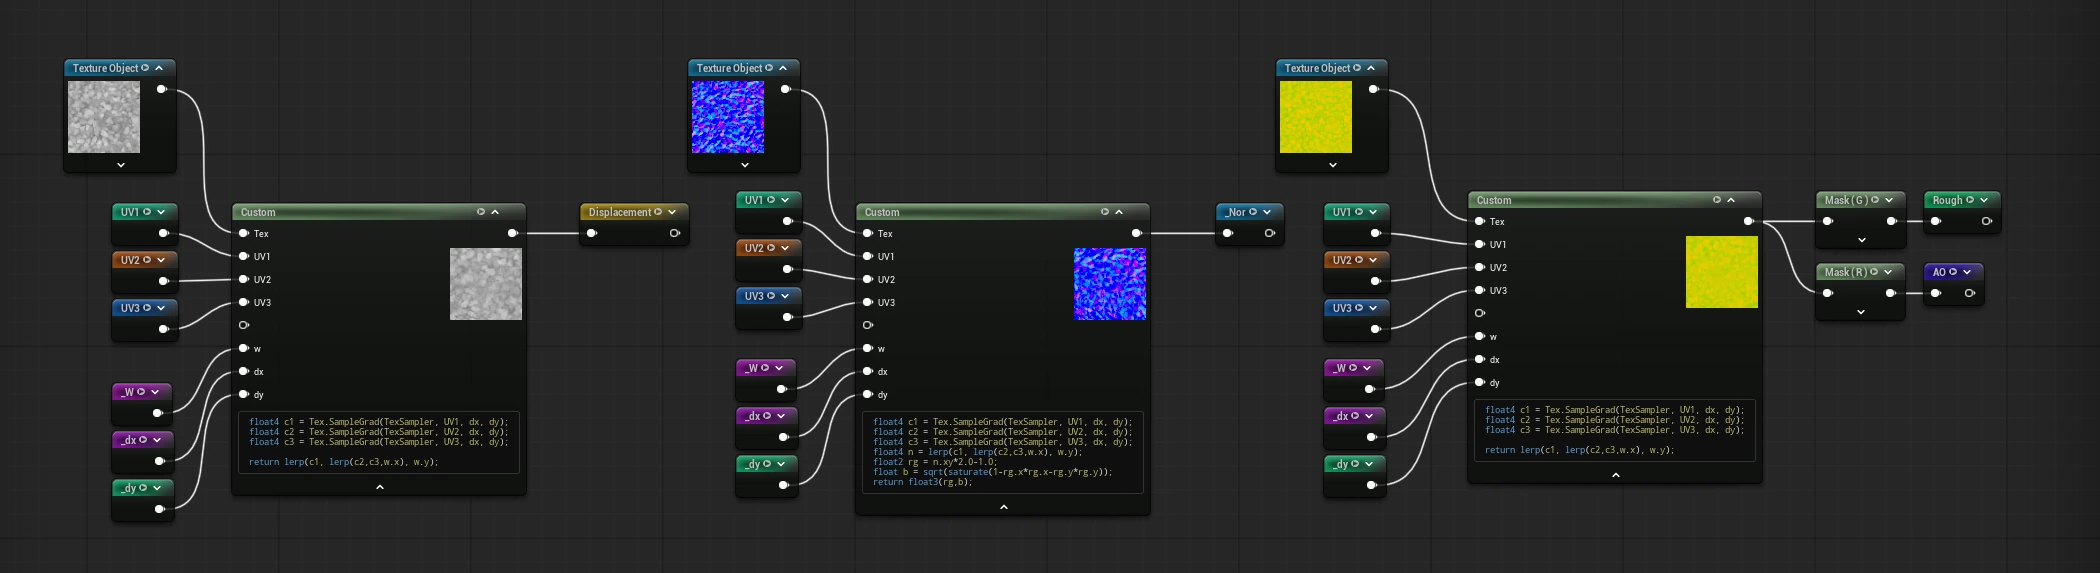 Texture Object
UV1
UV2
UV3
_W
_dx
_dy
Custom
Tex
UV1
UV2
UV3
w
dx
dy
float4 c1 = Tex.SampleGrad(TexSampler, UV1, dx, dy);
float4 c2 = Tex.SampleGrad(TexSampler, UV2, dx, dy);
float4 c3 = Tex.SampleGrad(TexSampler, UV3, dx, dy);
return lerp(c1, lerp(c2,c3,w.x), w.y);
Displacement
Texture Object
UV1
UV2
UV3
_W
_dx
_dy
Custom
Tex
UV1
UV2
UV3
w
dx
dy
float4 c1 = Tex.SampleGrad(TexSampler, UV1, dx, dy);
float4 c2 = Tex.SampleGrad(TexSampler, UV2, dx, dy);
float4 c3 = Tex.SampleGrad(TexSampler, UV3, dx, dy);
float4 n = lerp(c1, lerp(c2,c3,w.x), w.y);
float2 rg = n.xy*2.0-1.0;
float b = sqrt(saturate(1-rg.x*rg.x-rg.y*rg.y));
return float3(rg,b);
_Nor
Texture Object
UV1
UV2
UV3
_W
_dx
_dy
Custom
Tex
UV1
UV2
UV3
w
dx
dy
float4 c1 = Tex.SampleGrad(TexSampler, UV1, dx, dy);
float4 c2 = Tex.SampleGrad(TexSampler, UV2, dx, dy);
float4 c3 = Tex.SampleGrad(TexSampler, UV3, dx, dy);
return lerp(c1, lerp(c2,c3,w.x), w.y);
Mask ( G )
Rough
Mask ( R )
AO